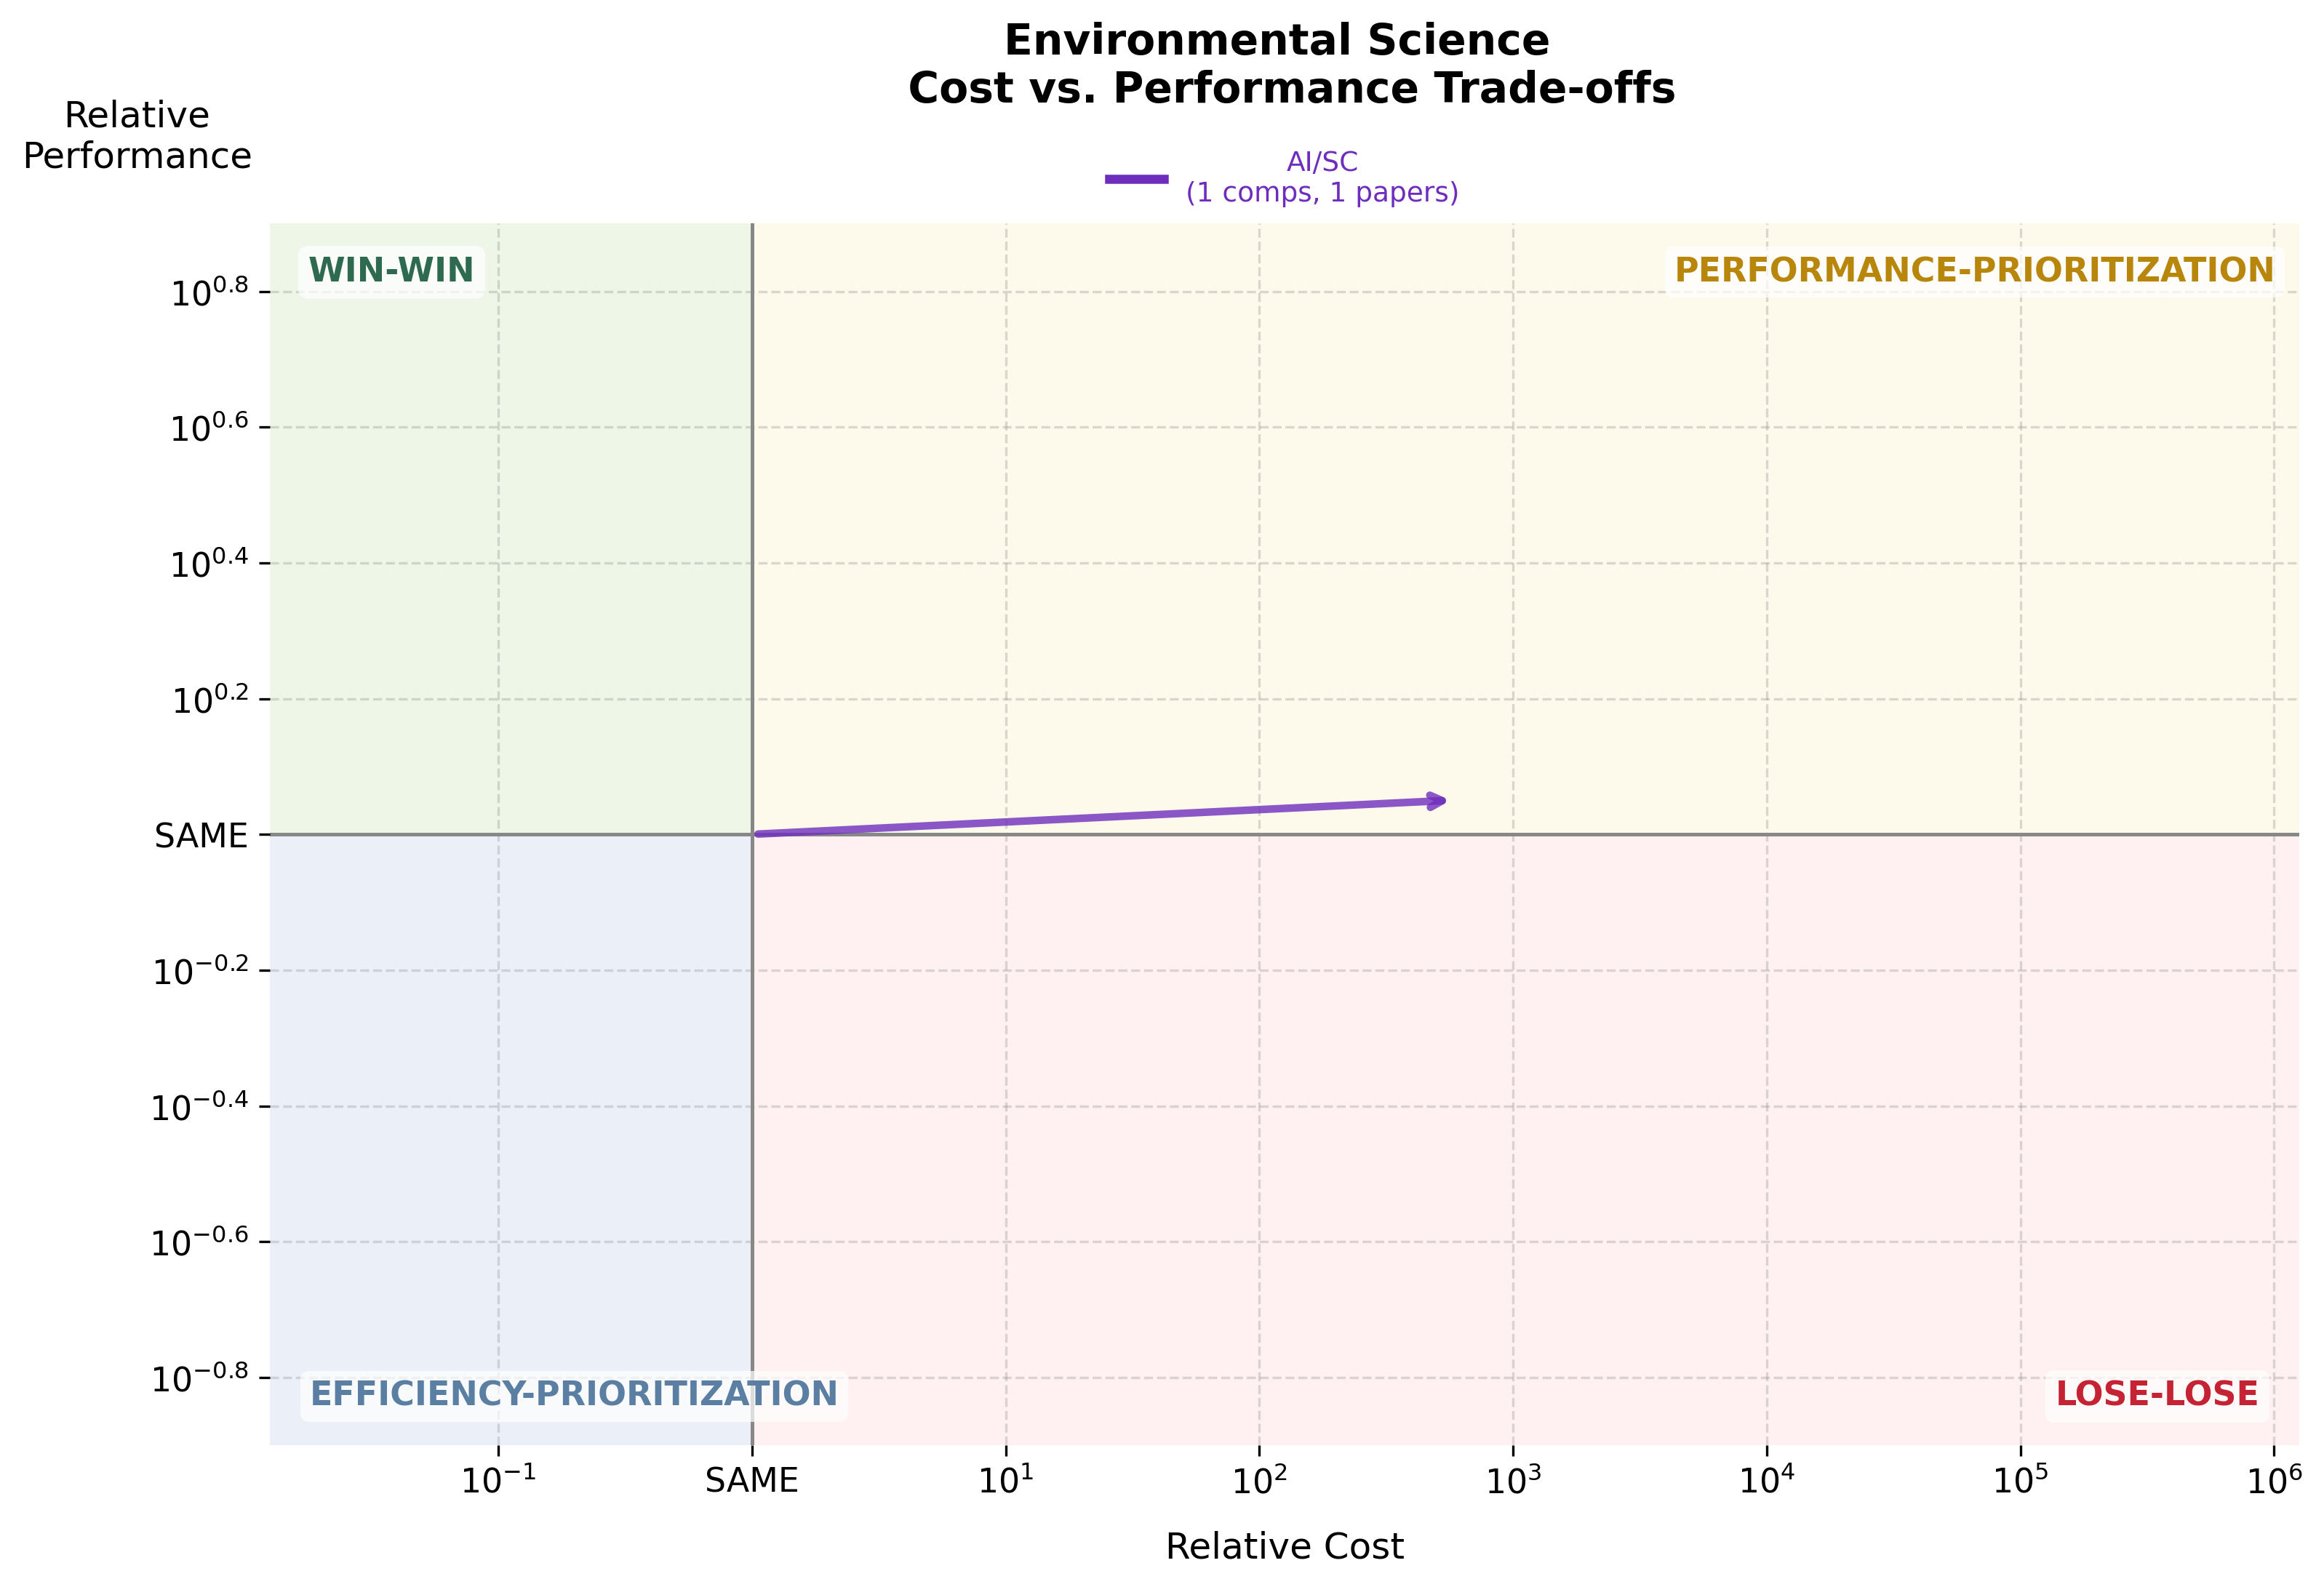 Environmental Science
Cost vs. Performance Trade-offs
Relative
Performance
AI/SC
(1 comps, 1 papers)
WIN-WIN
PERFORMANCE-PRIORITIZATION
10^0.8
10^0.6
10^0.4
10^0.2
SAME
10^−0.2
10^−0.4
10^−0.6
10^−0.8
EFFICIENCY-PRIORITIZATION
LOSE-LOSE
10^−1 SAME 10^1 10^2 10^3 10^4 10^5 10^6
Relative Cost